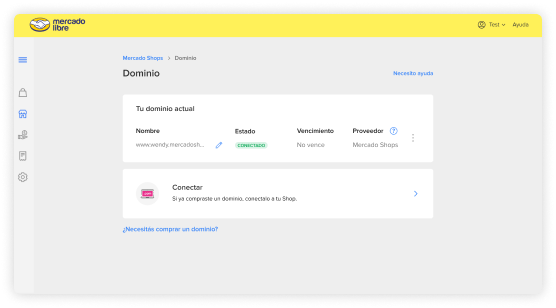 mercado
libre
Test
Ayuda
Mercado Shops > Dominio
Dominio
Necesito ayuda
Tu dominio actual
Nombre
Estado
Vencimiento
Proveedor
www.wendy.mercadosh...
CONECTADO
No vence
Mercado Shops
Conectar
Si ya compraste un dominio, conectalo a tu Shop.
¿Necesitás comprar un dominio?